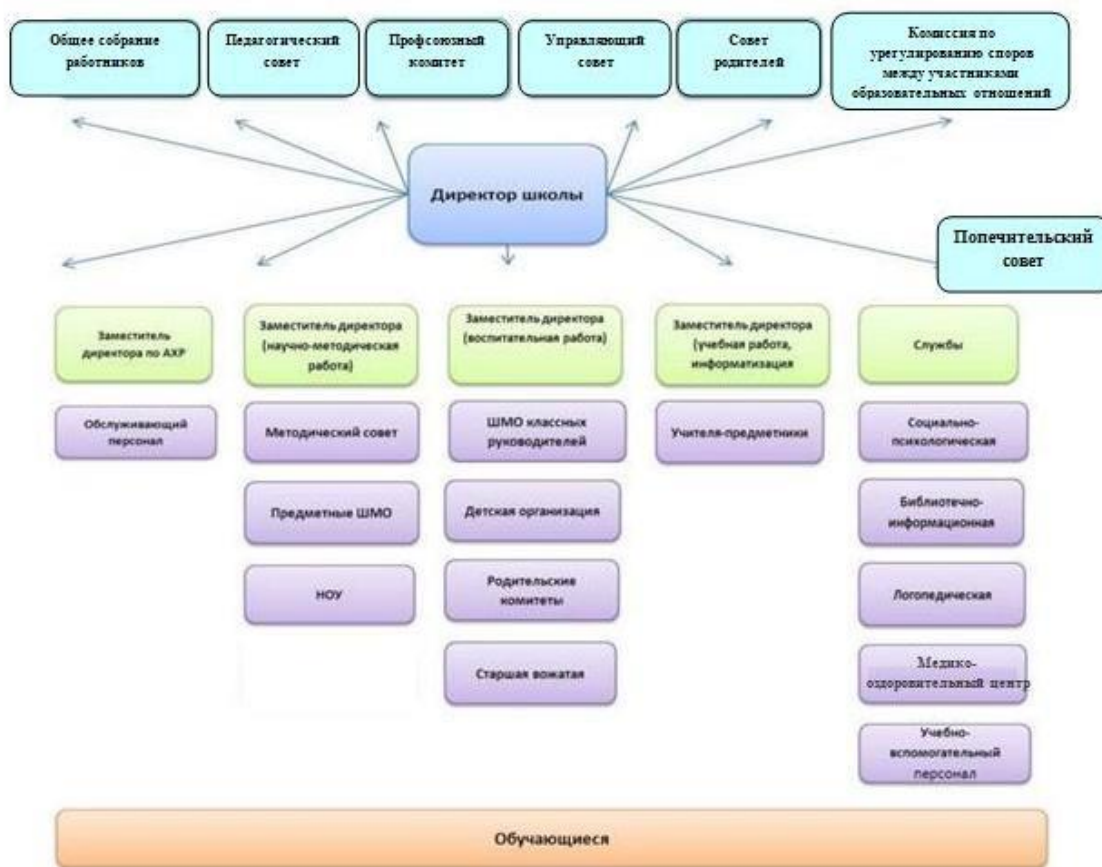 Общее собрание
работников
Педагогический
совет
Профсоюзный
комитет
Управляющий
совет
Совет
родителей
Комиссия по
урегулированию споров
между участниками
образовательных отношений
Директор школы
Попечительский
совет
Заместитель
директора по АХР
Заместитель директора
(научно-методическая
работа)
Заместитель директора
(воспитательная работа)
Заместитель директора
(учебная работа,
информатизация
Службы
Обслуживающий
персонал
Методический совет
Предметные ШМО
НОУ
ШМО классных
руководителей
Детская организация
Родительские
комитеты
Старшая вожатая
Учителя-предметники
Социально-
психологическая
Библиотечно-
информационная
Логопедическая
Медико-
оздоровительный центр
Учебно-
вспомогательный
персонал
Обучающиеся